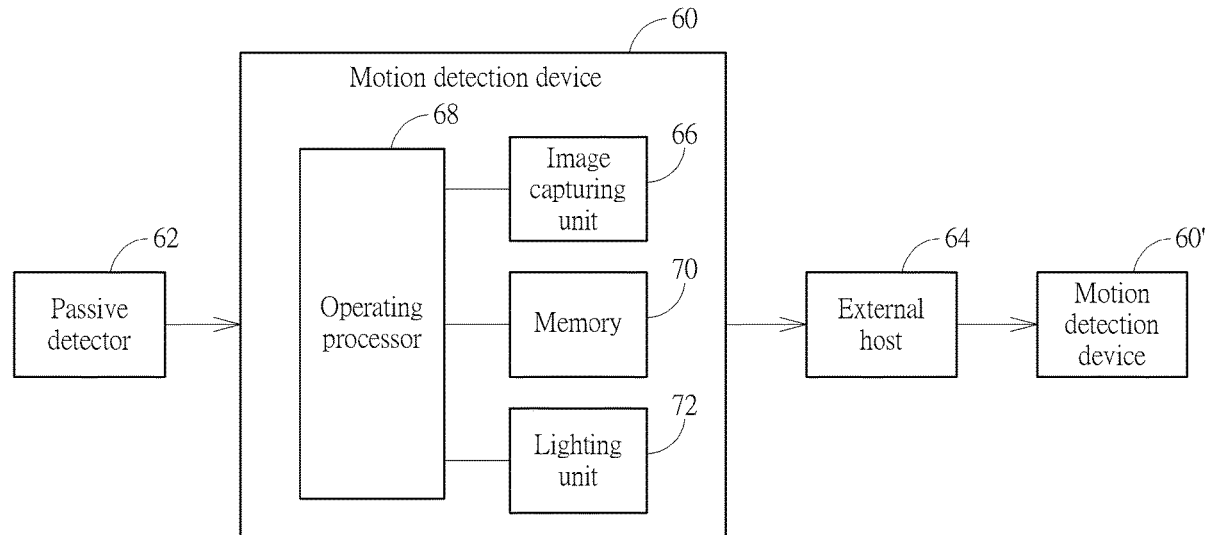 60
Motion detection device
68
66
Image
capturing
unit
62
Passive
detector
Operating
processor
70
Memory
64
External
host
60'
Motion
detection
device
72
Lighting
unit